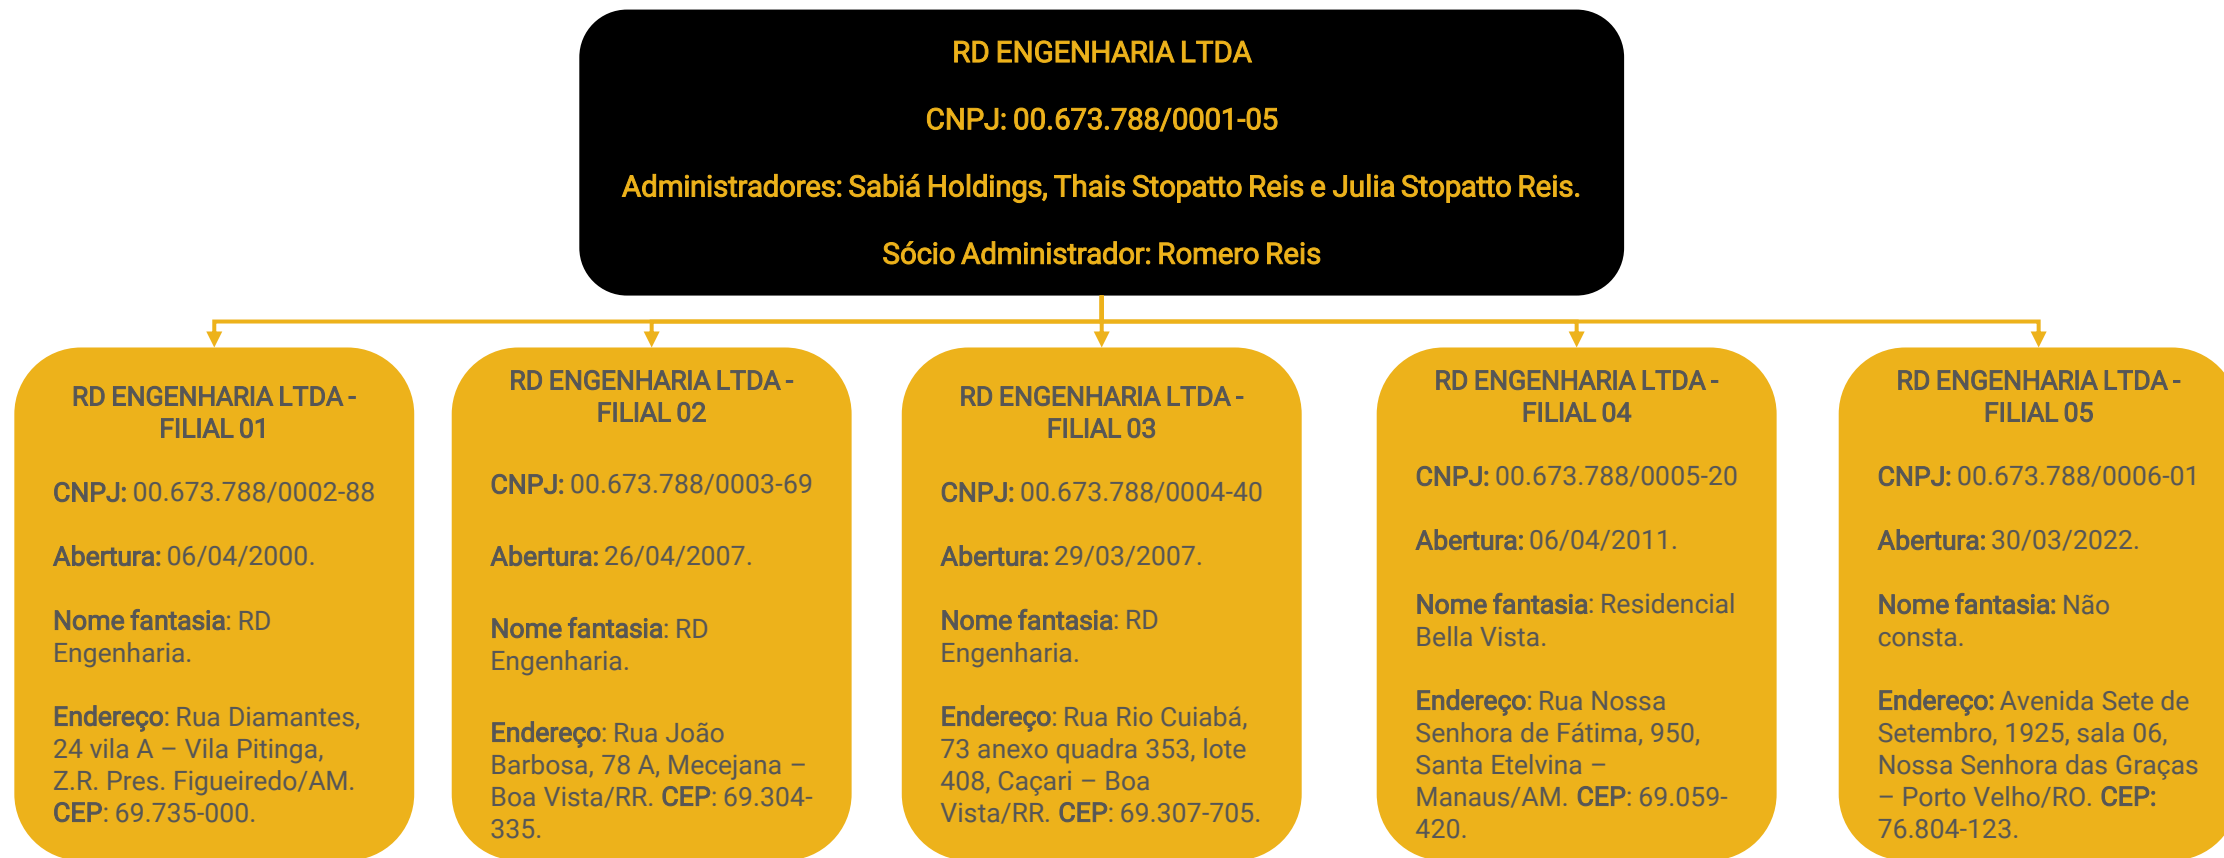 RD ENGENHARIA LTDA
CNPJ: 00.673.788/0001-05
Administradores: Sabiá Holdings, Thais Stopatto Reis e Julia Stopatto Reis.
Sócio Administrador: Romero Reis
RD ENGENHARIA LTDA -
FILIAL 01
CNPJ: 00.673.788/0002-88
Abertura: 06/04/2000.
Nome fantasia: RD
Engenharia.
Endereço: Rua Diamantes,
24 vila A – Vila Pitinga,
Z.R. Pres. Figueiredo/AM.
CEP: 69.735-000.
RD ENGENHARIA LTDA -
FILIAL 02
CNPJ: 00.673.788/0003-69
Abertura: 26/04/2007.
Nome fantasia: RD
Engenharia.
Endereço: Rua João
Barbosa, 78 A, Mecejana –
Boa Vista/RR. CEP: 69.304-
335.
RD ENGENHARIA LTDA -
FILIAL 03
CNPJ: 00.673.788/0004-40
Abertura: 29/03/2007.
Nome fantasia: RD
Engenharia.
Endereço: Rua Rio Cuiabá,
73 anexo quadra 353, lote
408, Caçari – Boa
Vista/RR. CEP: 69.307-705.
RD ENGENHARIA LTDA -
FILIAL 04
CNPJ: 00.673.788/0005-20
Abertura: 06/04/2011.
Nome fantasia: Residencial
Bella Vista.
Endereço: Rua Nossa
Senhora de Fátima, 950,
Santa Etelvina –
Manaus/AM. CEP: 69.059-
420.
RD ENGENHARIA LTDA -
FILIAL 05
CNPJ: 00.673.788/0006-01
Abertura: 30/03/2022.
Nome fantasia: Não
consta.
Endereço: Avenida Sete de
Setembro, 1925, sala 06,
Nossa Senhora das Graças
– Porto Velho/RO. CEP:
76.804-123.